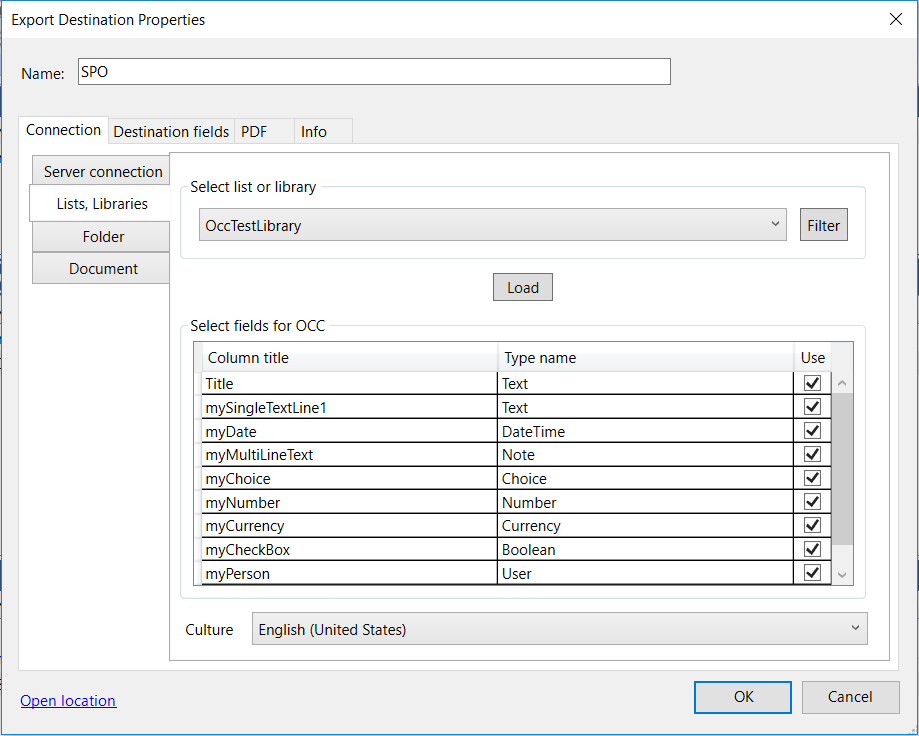 Export Destination Properties
Name: SPO
Connection Destination fields PDF Info
Server connection
Lists, Libraries
Folder
Document
Select list or library
OccTestLibrary Filter
Load
Select fields for OCC
Column title Type name Use
Title Text
mySingleTextLine1 Text
myDate DateTime
myMultiLineText Note
myChoice Choice
myNumber Number
myCurrency Currency
myCheckBox Boolean
myPerson User
Culture English (United States)
Open location OK Cancel